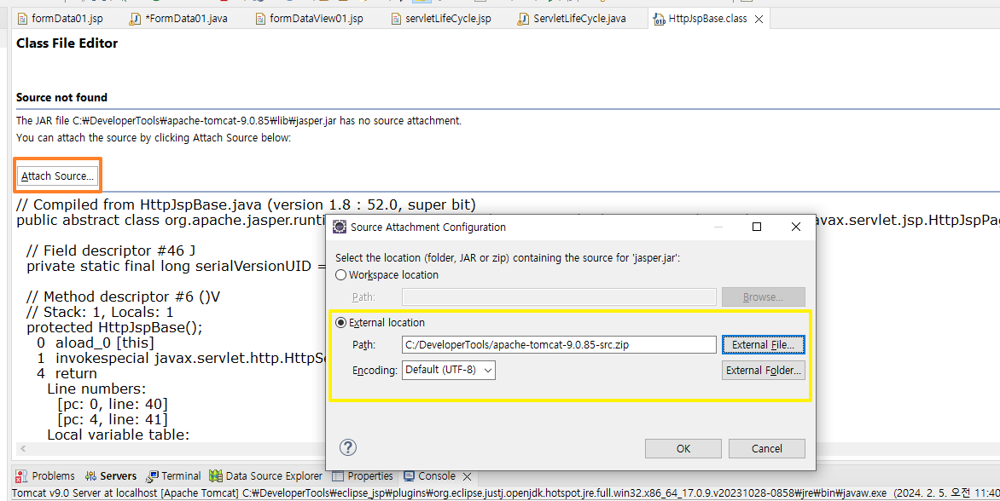 formData01.jsp
*FormData01.java
formDataView01.jsp
servletLifeCycle.jsp
ServletLifeCycle.java
HttpJspBase.class
Class File Editor
Source not found
The JAR file C:₩DeveloperTools₩apache-tomcat-9.0.85₩lib₩jasper.jar has no source attachment.
You can attach the source by clicking Attach Source below:
Attach Source...
// Compiled from HttpJspBase.java (version 1.8 : 52.0, super bit)
public abstract class org.apache.jasper.runti
avax.servlet.jsp.HttpJspPag
// Field descriptor #46 J
private static final long serialVersionUID =
// Method descriptor #6 ()V
// Stack: 1, Locals: 1
protected HttpJspBase();
0 aload_0 [this]
1 invokespecial javax.servlet.http.HttpSe
4 return
Line numbers:
[pc: 0, line: 40]
[pc: 4, line: 41]
Local variable table:
Source Attachment Configuration
Select the location (folder, JAR or zip) containing the source for 'jasper.jar':
Workspace location
Path:
Browse...
External location
Path:
C:/DeveloperTools/apache-tomcat-9.0.85-src.zip
External File...
Encoding:
Default (UTF-8)
External Folder...
OK
Cancel
Problems
Servers
Terminal
Data Source Explorer
Properties
Console
Tomcat v9.0 Server at localhost [Apache Tomcat] C:₩DeveloperTools₩eclipse_jsp₩plugins₩org.eclipse.justj.openjdk.hotspot.jre.full.win32.x86_64_17.0.9.v20231028-0858₩jre₩bin₩javaw.exe (2024. 2. 5. 오전 11:40